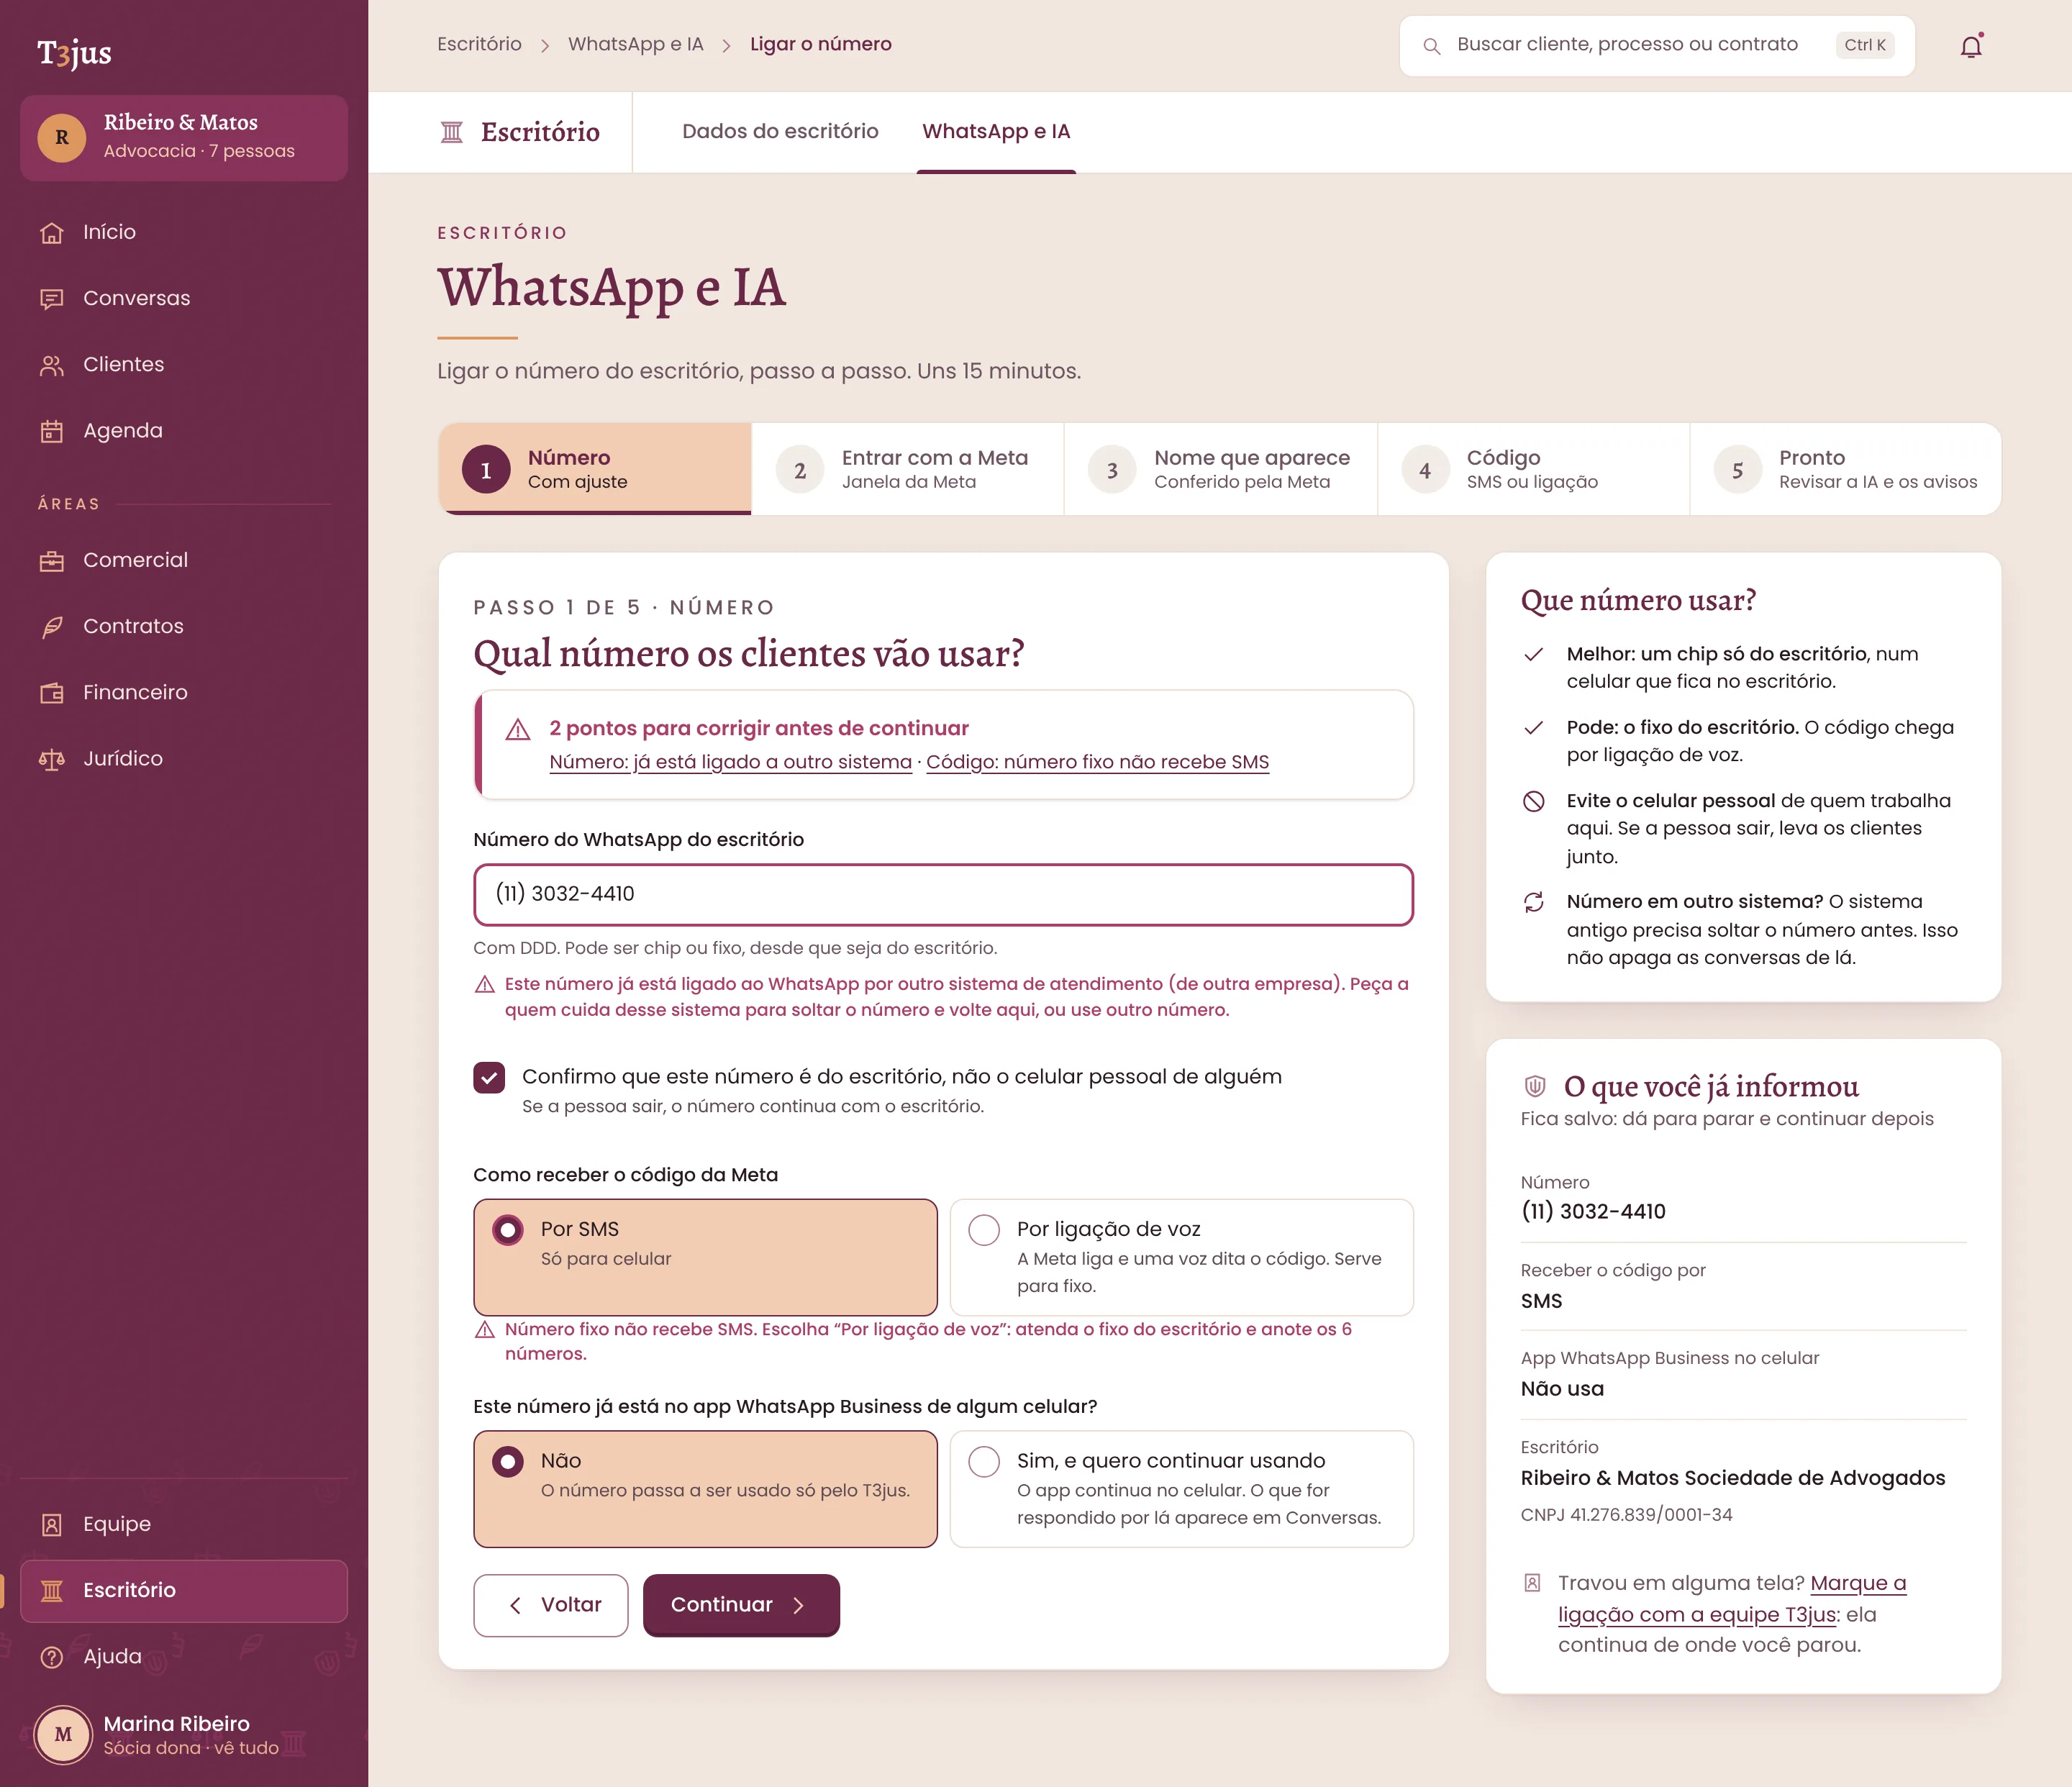 T3jus
R
Ribeiro & Matos
Advocacia · 7 pessoas
Início
Conversas
Clientes
Agenda
ÁREAS
Comercial
Contratos
Financeiro
Jurídico
Equipe
Escritório
Ajuda
M
Marina Ribeiro
Sócia dona · vê tudo
Escritório > WhatsApp e IA > Ligar o número
Buscar cliente, processo ou contrato
Ctrl K
Escritório
Dados do escritório
WhatsApp e IA
ESCRITÓRIO
WhatsApp e IA
Ligar o número do escritório, passo a passo. Uns 15 minutos.
1
Número
Com ajuste
2
Entrar com a Meta
Janela da Meta
3
Nome que aparece
Conferido pela Meta
4
Código
SMS ou ligação
5
Pronto
Revisar a IA e os avisos
PASSO 1 DE 5 · NÚMERO
Qual número os clientes vão usar?
2 pontos para corrigir antes de continuar
Número: já está ligado a outro sistema · Código: número fixo não recebe SMS
Número do WhatsApp do escritório
(11) 3032-4410
Com DDD. Pode ser chip ou fixo, desde que seja do escritório.
Este número já está ligado ao WhatsApp por outro sistema de atendimento (de outra empresa). Peça a
quem cuida desse sistema para soltar o número e volte aqui, ou use outro número.
Confirmo que este número é do escritório, não o celular pessoal de alguém
Se a pessoa sair, o número continua com o escritório.
Como receber o código da Meta
Por SMS
Só para celular
Por ligação de voz
A Meta liga e uma voz dita o código. Serve
para fixo.
Número fixo não recebe SMS. Escolha “Por ligação de voz”: atenda o fixo do escritório e anote os 6
números.
Este número já está no app WhatsApp Business de algum celular?
Não
O número passa a ser usado só pelo T3jus.
Sim, e quero continuar usando
O app continua no celular. O que for
respondido por lá aparece em Conversas.
Voltar
Continuar
Que número usar?
Melhor: um chip só do escritório, num
celular que fica no escritório.
Pode: o fixo do escritório. O código chega
por ligação de voz.
Evite o celular pessoal de quem trabalha
aqui. Se a pessoa sair, leva os clientes
junto.
Número em outro sistema? O sistema
antigo precisa soltar o número antes. Isso
não apaga as conversas de lá.
O que você já informou
Fica salvo: dá para parar e continuar depois
Número
(11) 3032-4410
Receber o código por
SMS
App WhatsApp Business no celular
Não usa
Escritório
Ribeiro & Matos Sociedade de Advogados
CNPJ 41.276.839/0001-34
Travou em alguma tela? Marque a
ligação com a equipe T3jus: ela
continua de onde você parou.